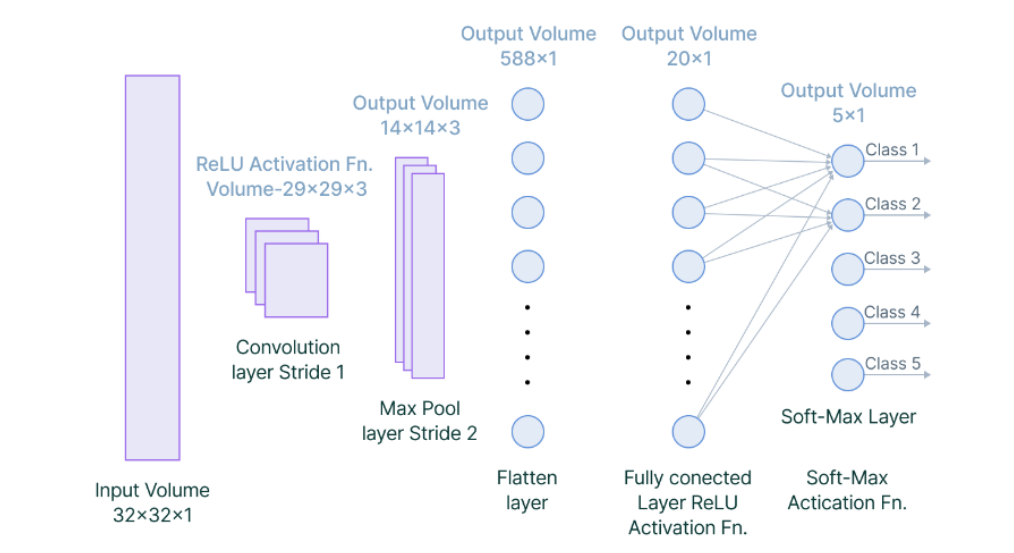 Output Volume
588×1
Output Volume
20×1
Output Volume
5×1
Output Volume
14×14×3
ReLU Activation Fn.
Volume-29×29×3
Class 1
Class 2
Class 3
Class 4
Class 5
Convolution
layer Stride 1
Max Pool
layer Stride 2
Soft-Max Layer
Input Volume
32×32×1
Flatten
layer
Fully conected
Layer ReLU
Activation Fn.
Soft-Max
Actication Fn.